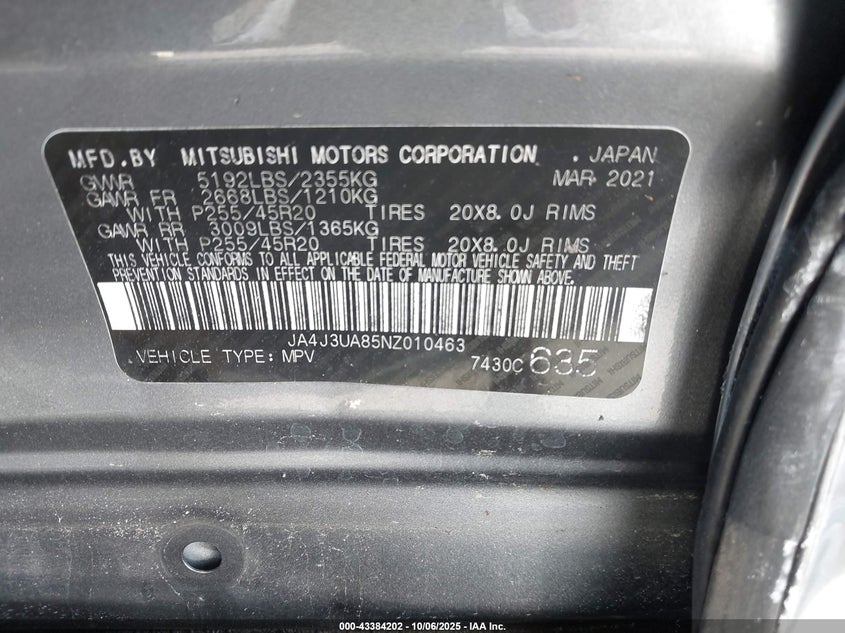 MFD.BY MITSUBISHI MOTORS CORPORATION . JAPAN
GVWR 5192LBS/2355KG MAR 2021
GAWR FR 2668LBS/1210KG
WITH P255/45R20 TIRES 20X8.0J RIMS
GAWR RR 3009LBS/1365KG
WITH P255/45R20 TIRES 20X8.0J RIMS
THIS VEHICLE CONFORMS TO ALL APPLICABLE FEDERAL MOTOR VEHICLE SAFETY AND THEFT
PREVENTION STANDARDS IN EFFECT ON THE DATE OF MANUFACTURE SHOWN ABOVE.
JA4J3UA85NZ010463
VEHICLE TYPE: MPV 7430C 635
000-43384202 - 10/06/2025 - IAA Inc.